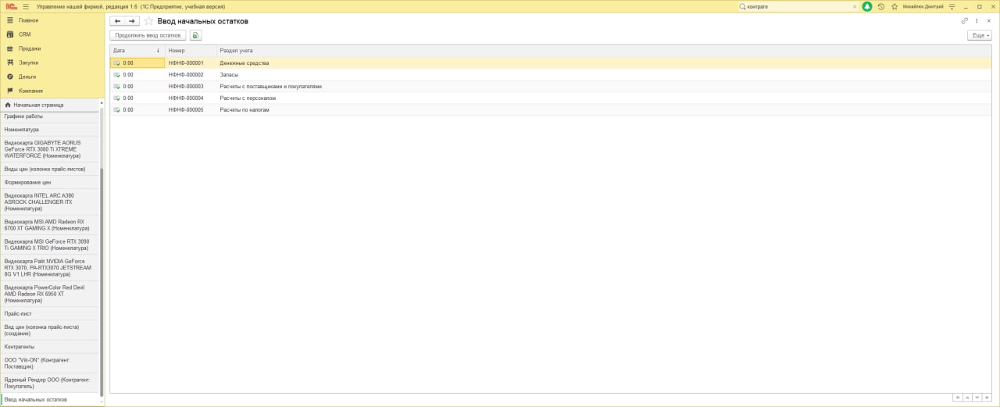 1С Управление нашей фирмой, редакция 1.6 (1С:Предприятие, учебная версия)
контраге
Михайлюк Дмитрий
Главное
CRM
Продажи
Закупки
Деньги
Компания
Начальная страница
Графики работы
Номенклатура
Видеокарта GIGABYTE AORUS
GeForce RTX 3080 Ti XTREME
WATERFORCE (Номенклатура)
Виды цен (колонки прайс-листов)
Формирование цен
Видеокарта INTEL ARC A380
ASROCK CHALLENGER ITX
(Номенклатура)
Видеокарта MSI AMD Radeon RX
6700 XT GAMING X (Номенклатура)
Видеокарта MSI GeForce RTX 3090
Ti GAMING X TRIO (Номенклатура)
Видеокарта Palit NVIDIA GeForce
RTX 3070, PA-RTX3070 JETSTREAM
8G V1 LHR (Номенклатура)
Видеокарта PowerColor Red Devil
AMD Radeon RX 6950 XT
(Номенклатура)
Прайс-лист
Вид цен (колонка прайс-листа)
(создание)
Контрагенты
ООО "Vik-ON" (Контрагент:
Поставщик)
Ядреный Рендер ООО (Контрагент:
Покупатель)
Ввод начальных остатков
Ввод начальных остатков
Продолжить ввод остатков
Еще
Дата Номер Раздел учета
0:00 НФНФ-000001 Денежные средства
0:00 НФНФ-000002 Запасы
0:00 НФНФ-000003 Расчеты с поставщиками и покупателями
0:00 НФНФ-000004 Расчеты с персоналом
0:00 НФНФ-000005 Расчеты по налогам